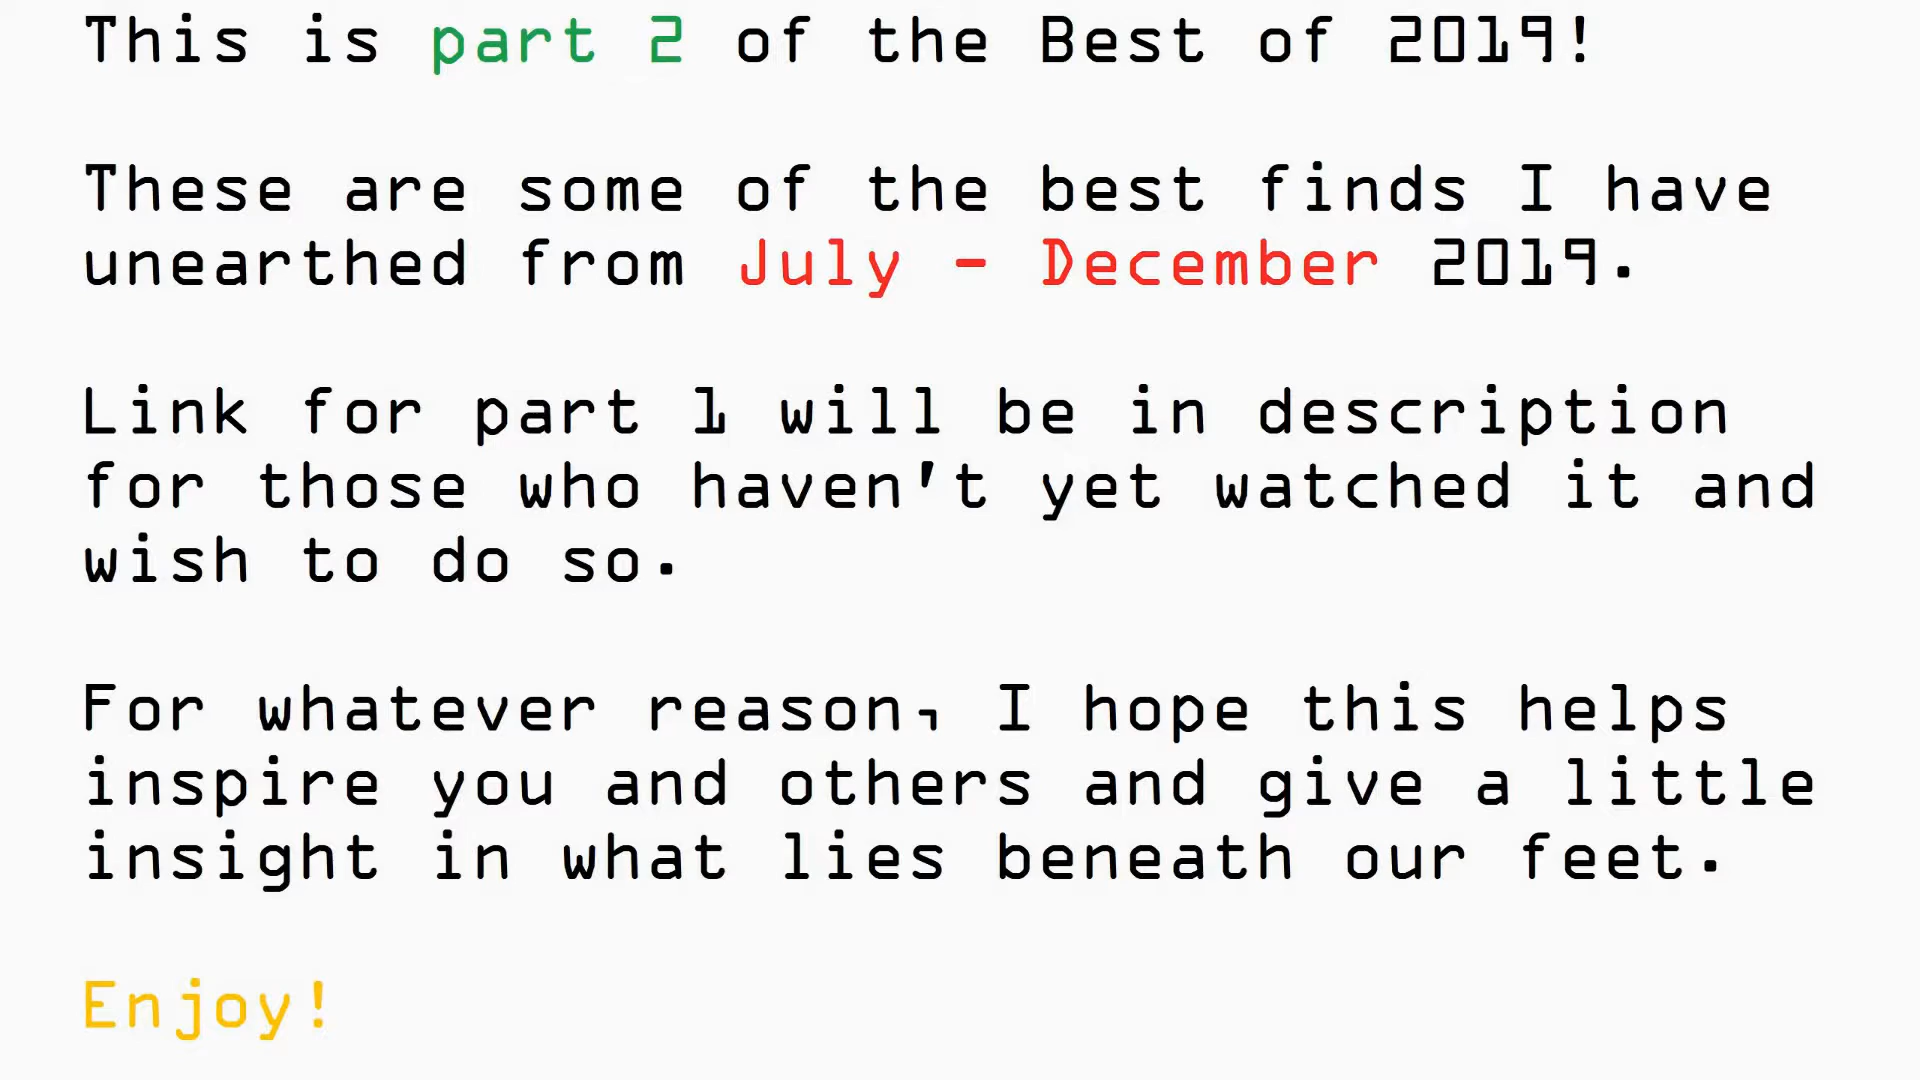 This is part 2 of the Best of 2019!
These are some of the best finds I have
unearthed from July - December 2019.
Link for part 1 will be in description
for those who haven't yet watched it and
wish to do so.
For whatever reason, I hope this helps
inspire you and others and give a little
insight in what lies beneath our feet.
Enjoy!